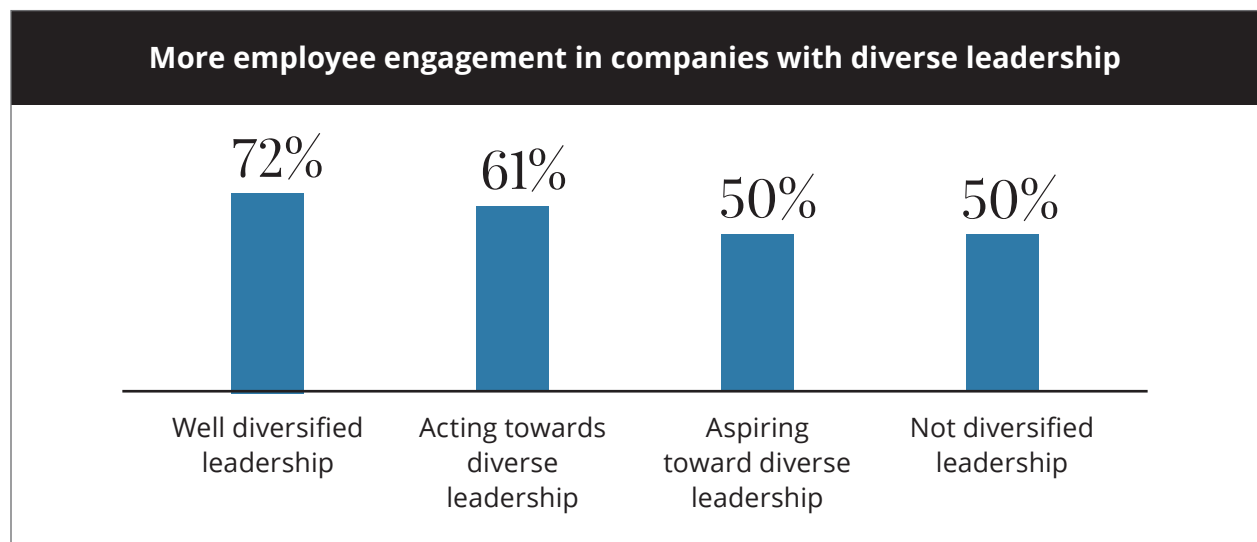 More employee engagement in companies with diverse leadership
72%
61%
50%
50%
Well diversified
leadership
Acting towards
diverse
leadership
Aspiring
toward diverse
leadership
Not diversified
leadership